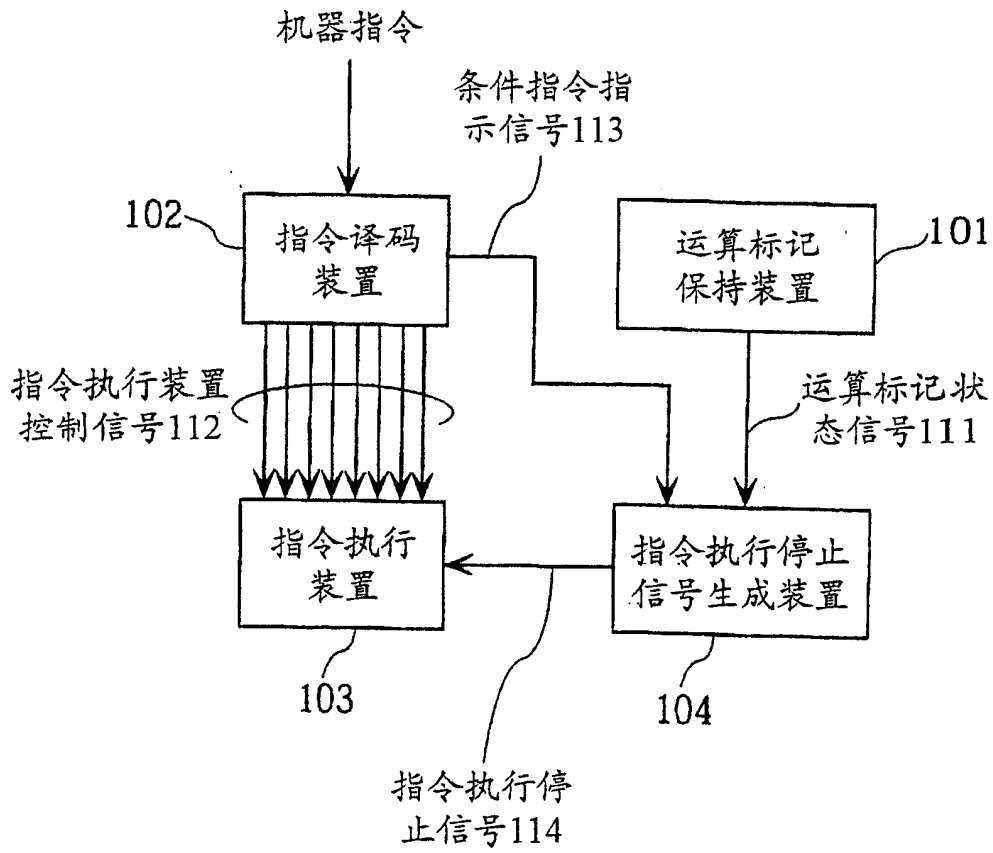 机器指令
条件指令指
示信号113
102
指令译码
装置
运算标记
保持装置
101
指令执行装置
控制信号112
运算标记状
态信号111
指令执行
装置
指令执行停止
信号生成装置
103
104
指令执行停
止信号114